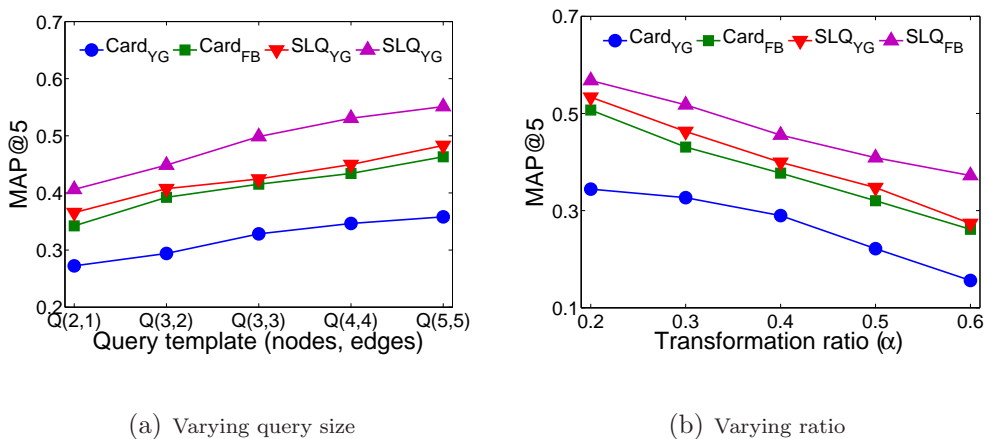 0.7
Card_YG Card_FB SLQ_YG SLQ_YG
0.6
0.5
0.4
0.3
0.2
MAP@5
Q(2,1) Q(3,2) Q(3,3) Q(4,4) Q(5,5)
Query template (nodes, edges)
(a) Varying query size
0.7
Card_YG Card_FB SLQ_YG SLQ_FB
0.5
0.3
0.1
MAP@5
0.2 0.3 0.4 0.5 0.6
Transformation ratio (α)
(b) Varying ratio